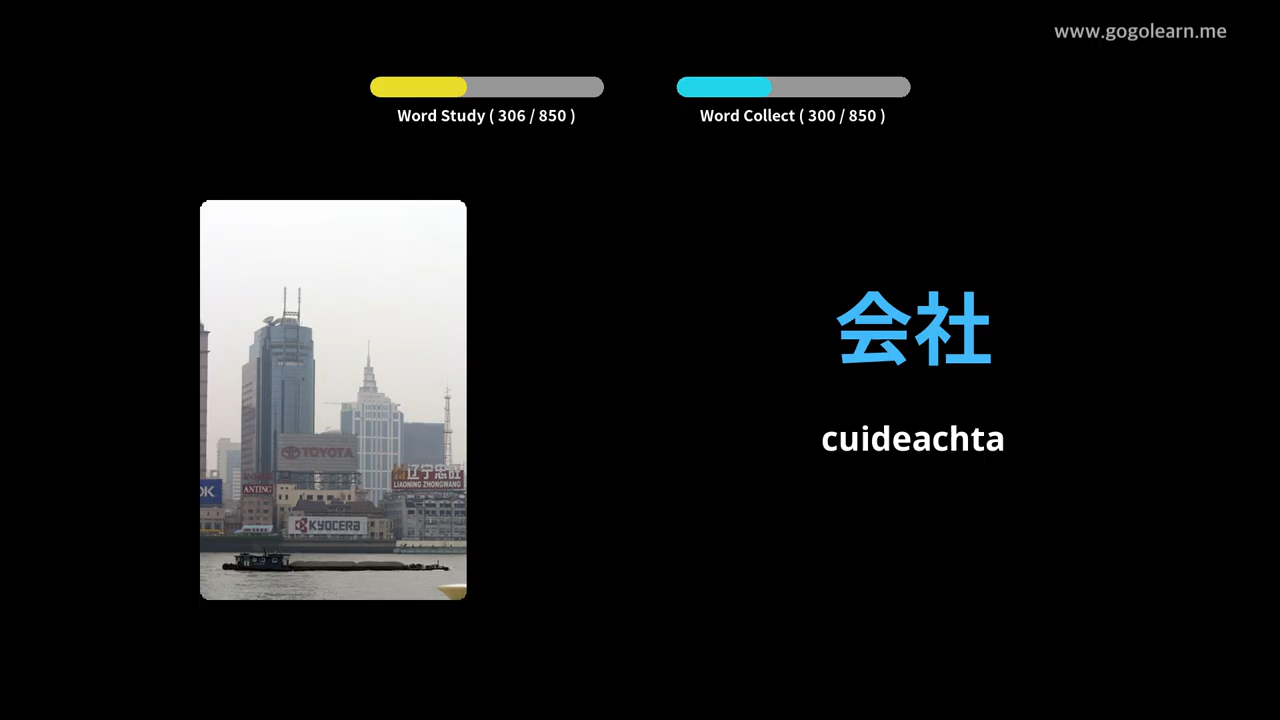 www.gogolearn.me
Word Study ( 306 / 850 )
Word Collect ( 300 / 850 )
会社
cuideachta
TOYOTA
辽宁忠旺
LIAONING ZHONGWANG
ANTING
OK
KYOCERA